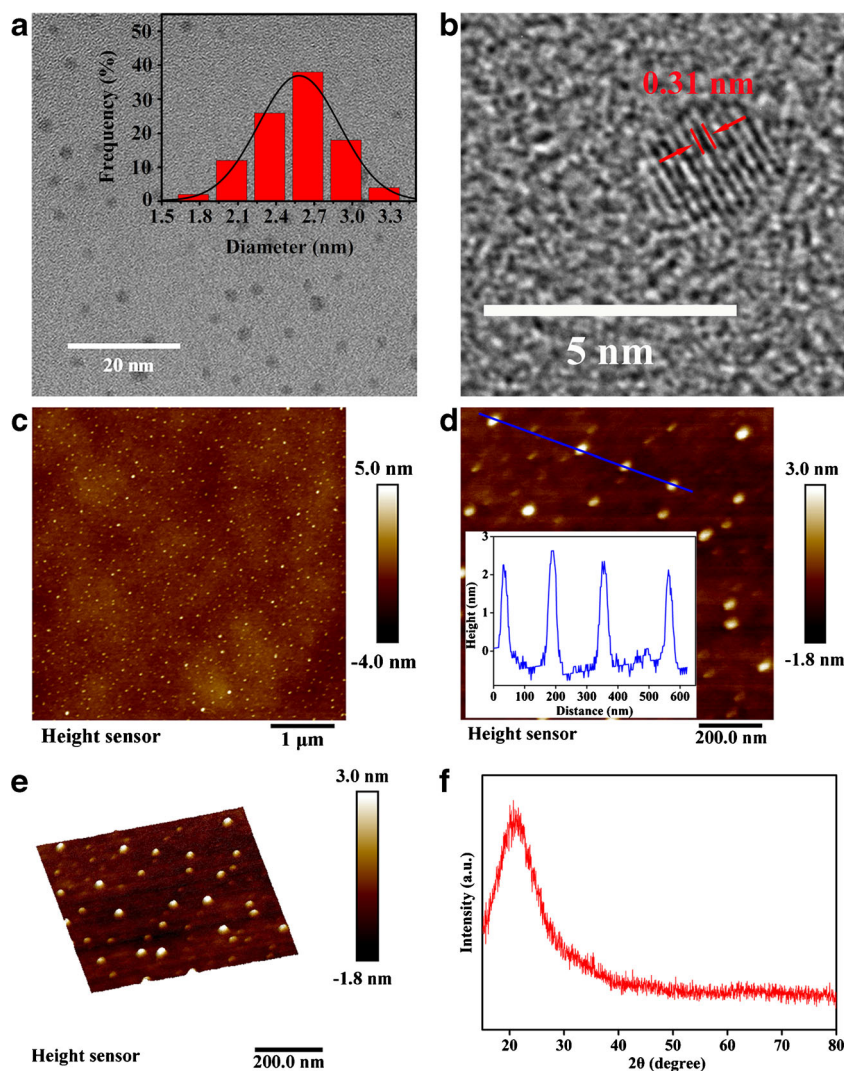 a
50
40
30
20
10
0
Frequency (%)
1.5 1.8 2.1 2.4 2.7 3.0 3.3
Diameter (nm)
20 nm
b
0.31 nm
5 nm
c
5.0 nm
-4.0 nm
Height sensor
1 μm
d
3.0 nm
-1.8 nm
3
2
1
0
Height (nm)
0 100 200 300 400 500 600
Distance (nm)
Height sensor
200.0 nm
e
3.0 nm
-1.8 nm
Height sensor
200.0 nm
f
Intensity (a.u.)
20 30 40 50 60 70 80
2θ (degree)